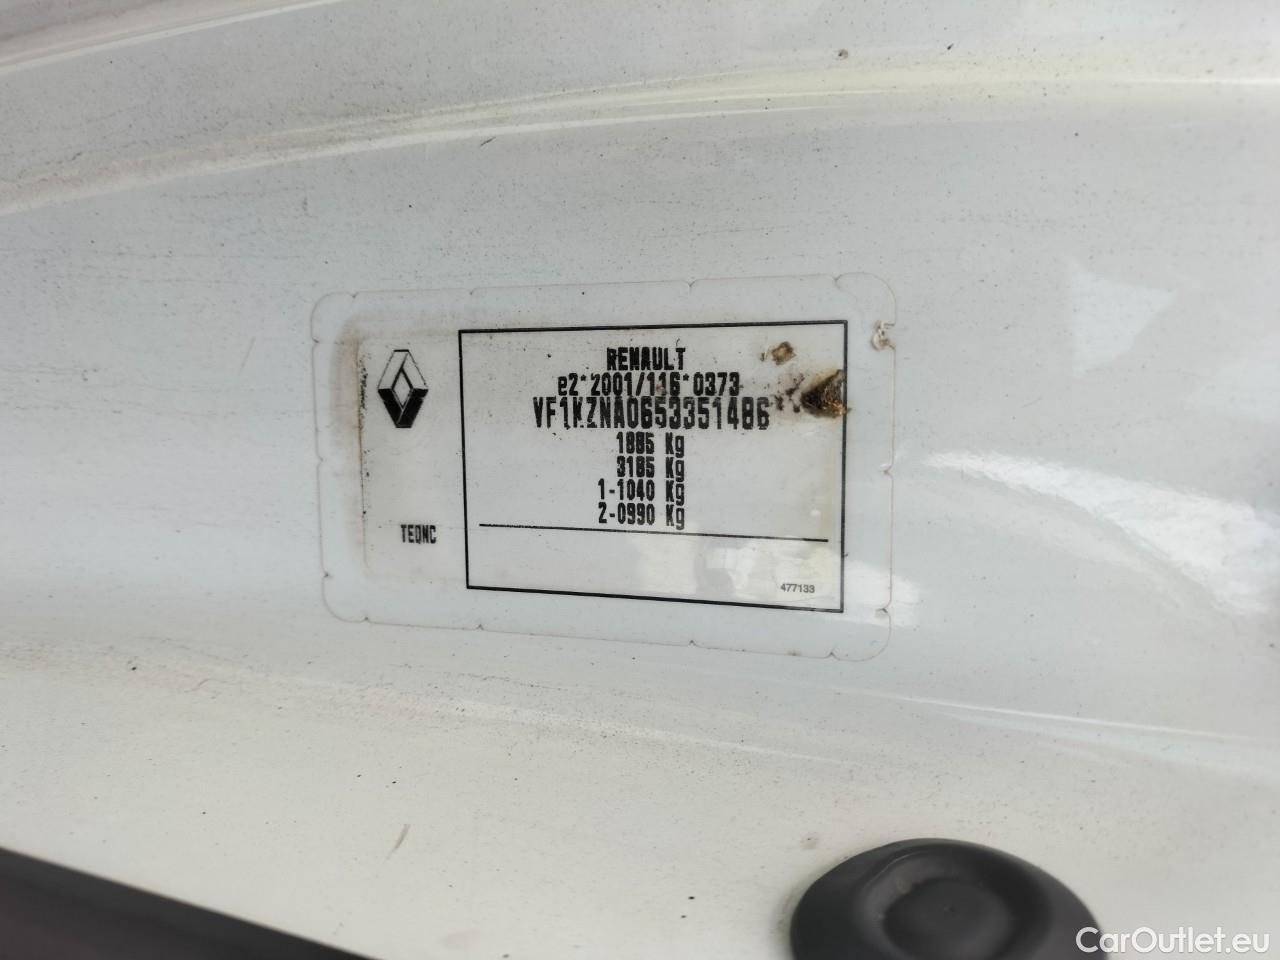 RENAULT
e2*2001/116*0373
VF1KZNA0653351486
1885 Kg
3185 Kg
1-1040 Kg
2-0990 Kg
TEQNC
477133
CarOutlet.eu